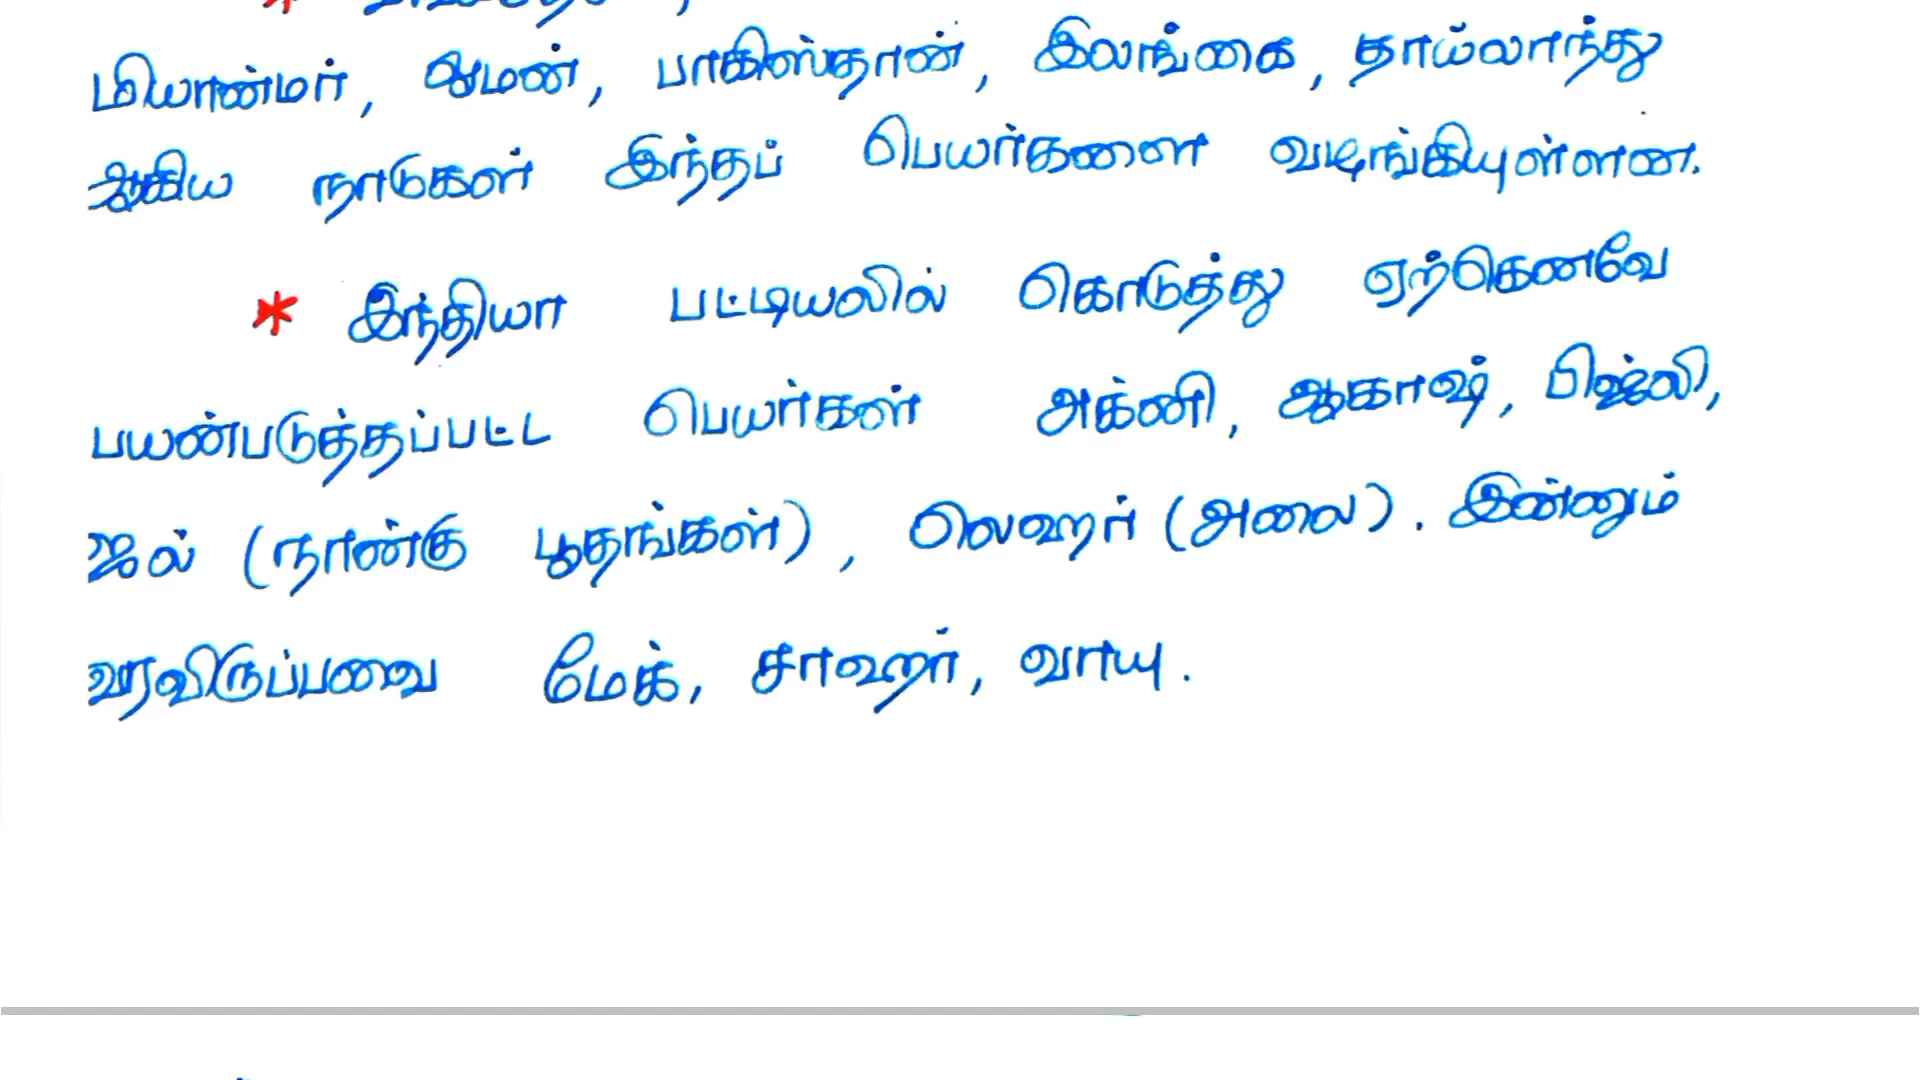 *
மியான்மர், ஓமன், பாகிஸ்தான், இலங்கை, தாய்லாந்து
ஆகிய நாடுகள் இந்தப் பெயர்களை வழங்கியுள்ளன.
* இந்தியா பட்டியலில் கொடுத்து ஏற்கெனவே
பயன்படுத்தப்பட்ட பெயர்கள் அக்னி, ஆகாஷ், பிஜ்லி,
ஜல் (நான்கு பூதங்கள்), லெஹர் (அலை). இன்னும்
வரவிருப்பவை மேக், சாஹர், வாயு.